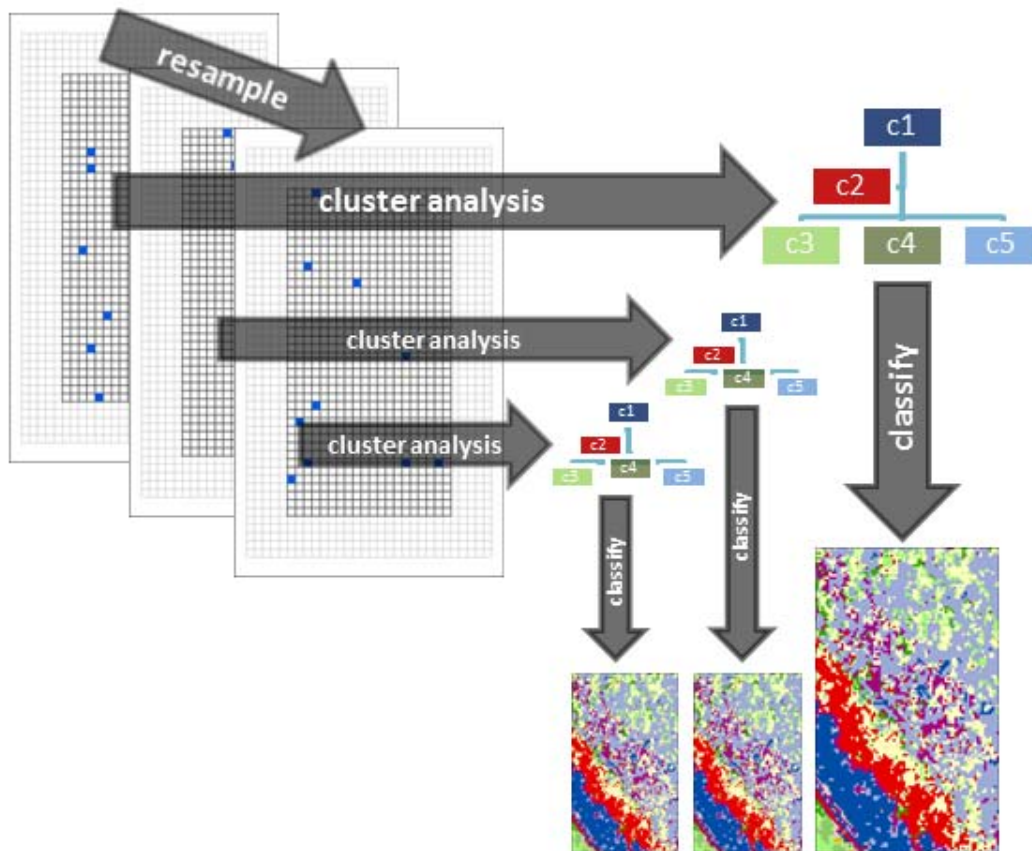 resample
cluster analysis
c1
c2
c3 c4 c5
cluster analysis
c1
c2
c3 c4 c5
cluster analysis
c1
c2
c3 c4 c5
classify
classify
classify